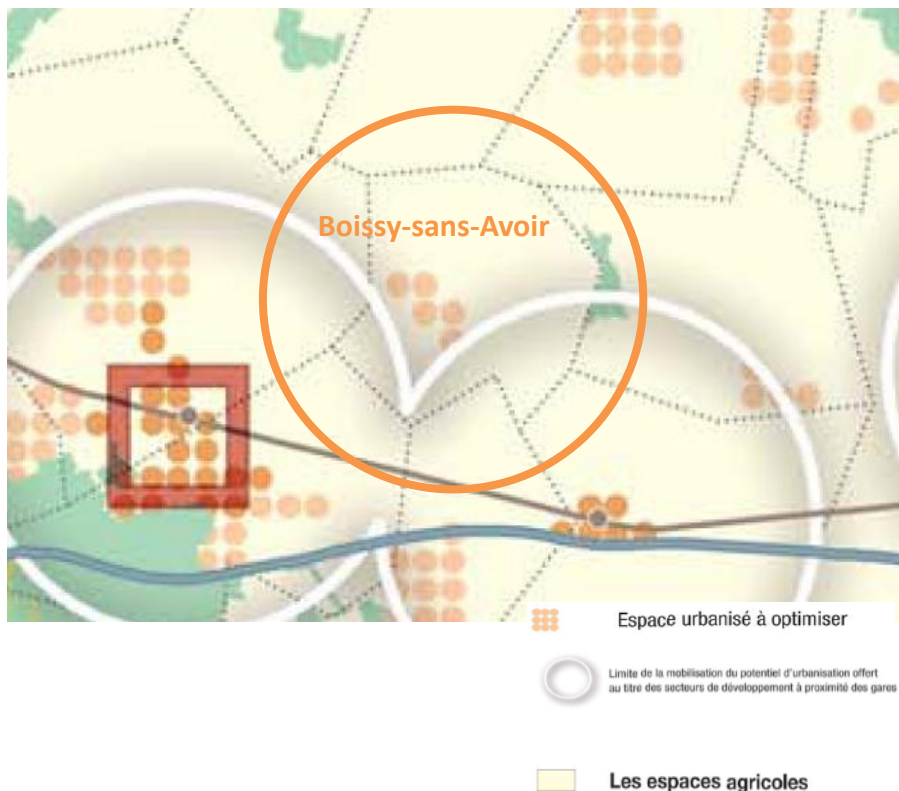 Boissy-sans-Avoir
Espace urbanisé à optimiser
Limite de la mobilisation du potentiel d'urbanisation offert
au titre des secteurs de développement à proximité des gares
Les espaces agricoles